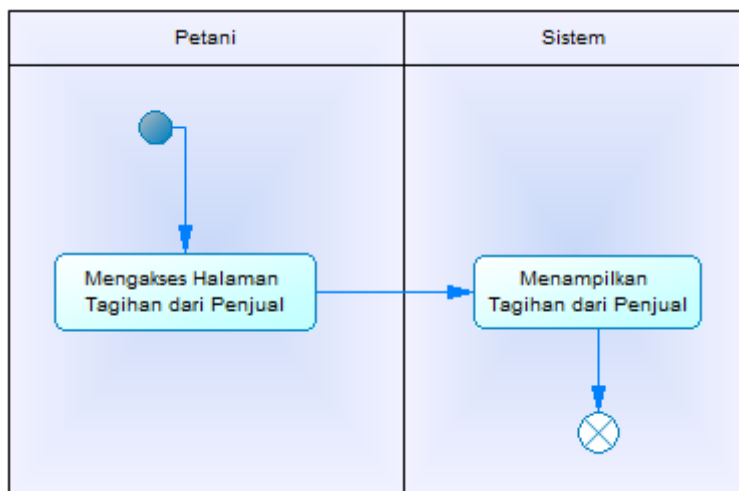 Petani
Sistem
Mengakses Halaman
Tagihan dari Penjual
Menampilkan
Tagihan dari Penjual